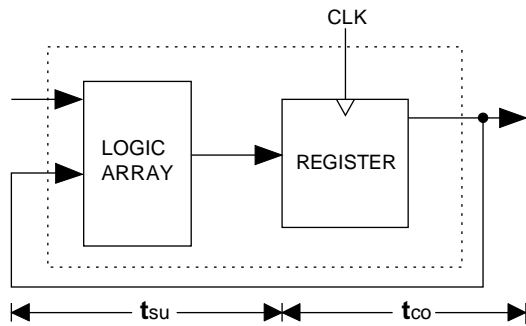 CLK
LOGIC
ARRAY
REGISTER
tsu
tco